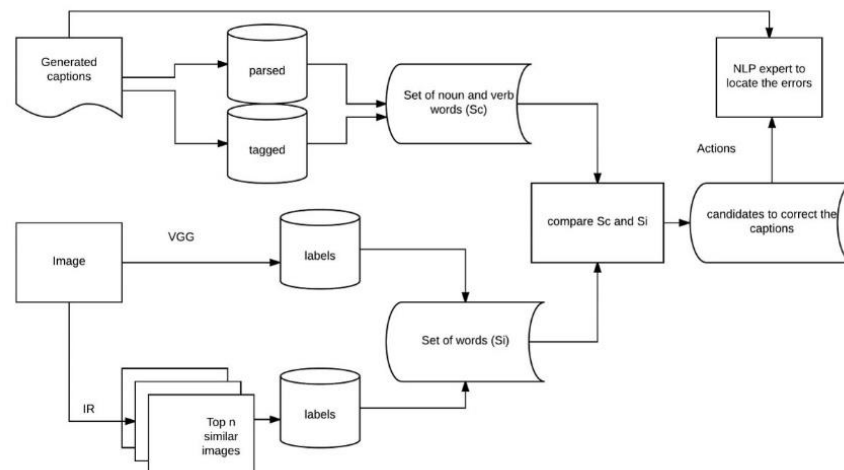 Generated
captions
parsed
tagged
Set of noun and verb
words (Sc)
NLP expert to
locate the errors
Actions
compare Sc and Si
candidates to correct the
captions
Image
VGG
labels
Set of words (Si)
IR
Top n
similar
images
labels